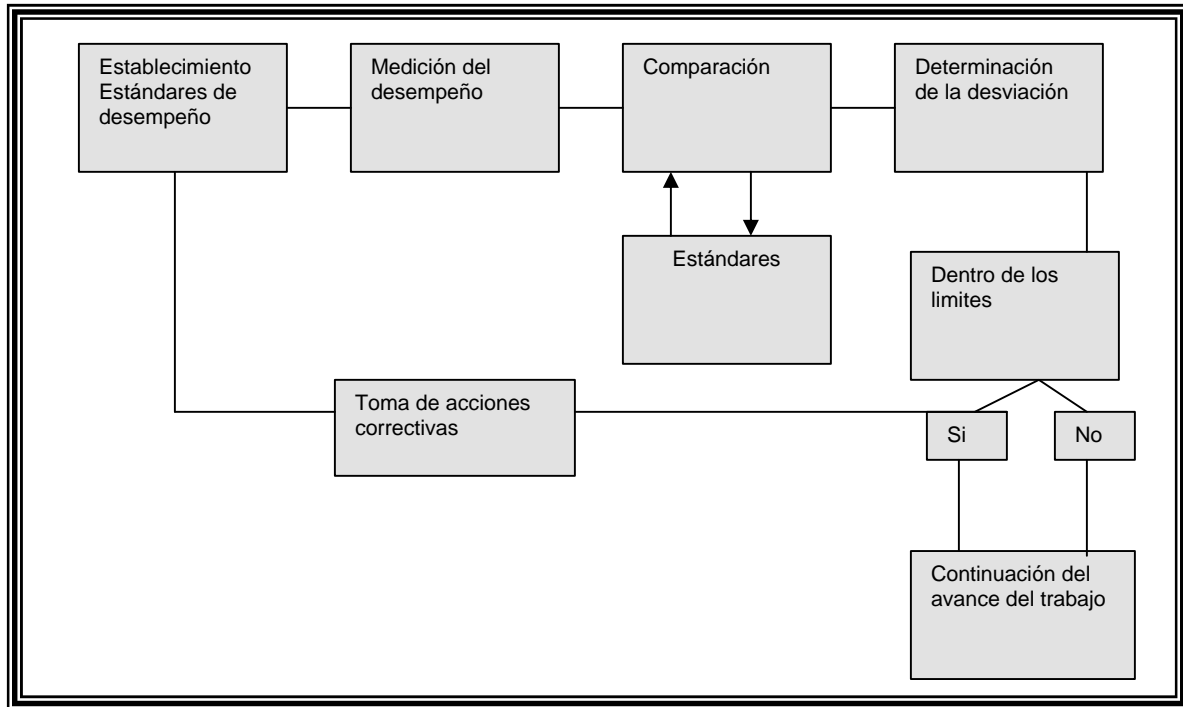 Establecimiento
Estándares de
desempeño
Medición del
desempeño
Comparación
Determinación
de la desviación
Estándares
Dentro de los
limites
Toma de acciones
correctivas
Si
No
Continuación del
avance del trabajo